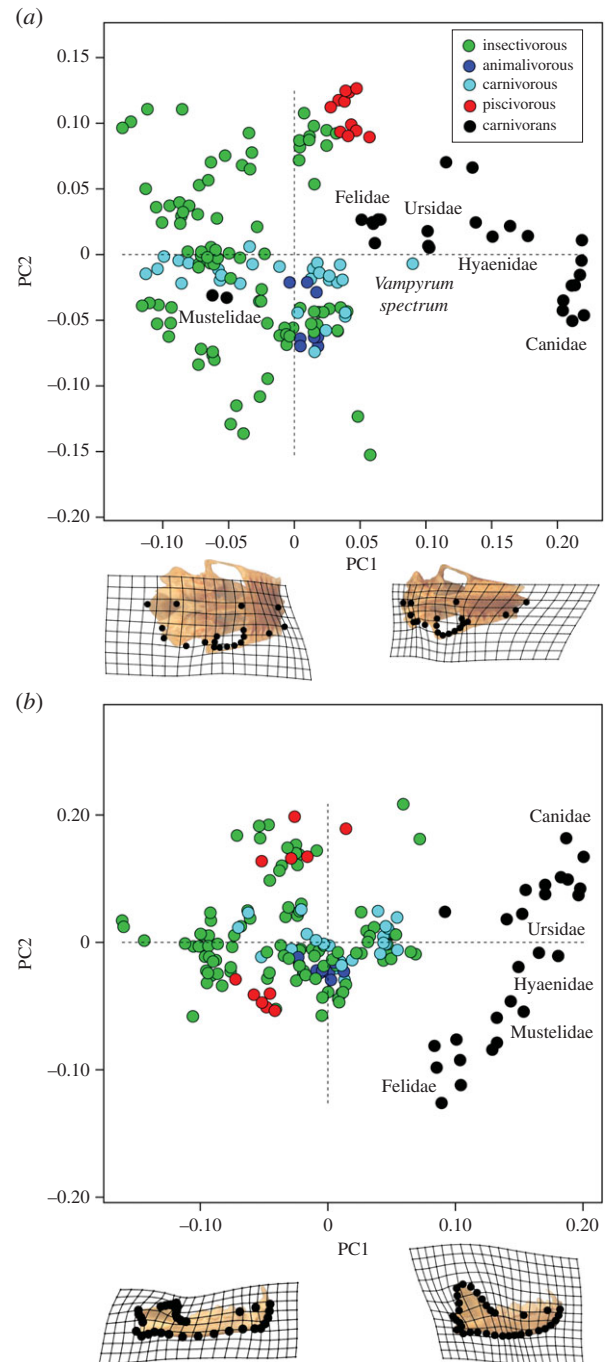 (a)
0.15
insectivorous
animalivorous
carnivorous
piscivorous
carnivorans
0.10
0.05
Felidae
Ursidae
PC2
0
Hyaenidae
Vampyrum
spectrum
Mustelidae
−0.05
Canidae
−0.10
−0.15
−0.20
−0.10 −0.05 0 0.05 0.10 0.15 0.20
PC1
(b)
0.20
Canidae
0.10
Ursidae
PC2
0
Hyaenidae
Mustelidae
−0.10
Felidae
−0.20
−0.10 0 0.10 0.20
PC1